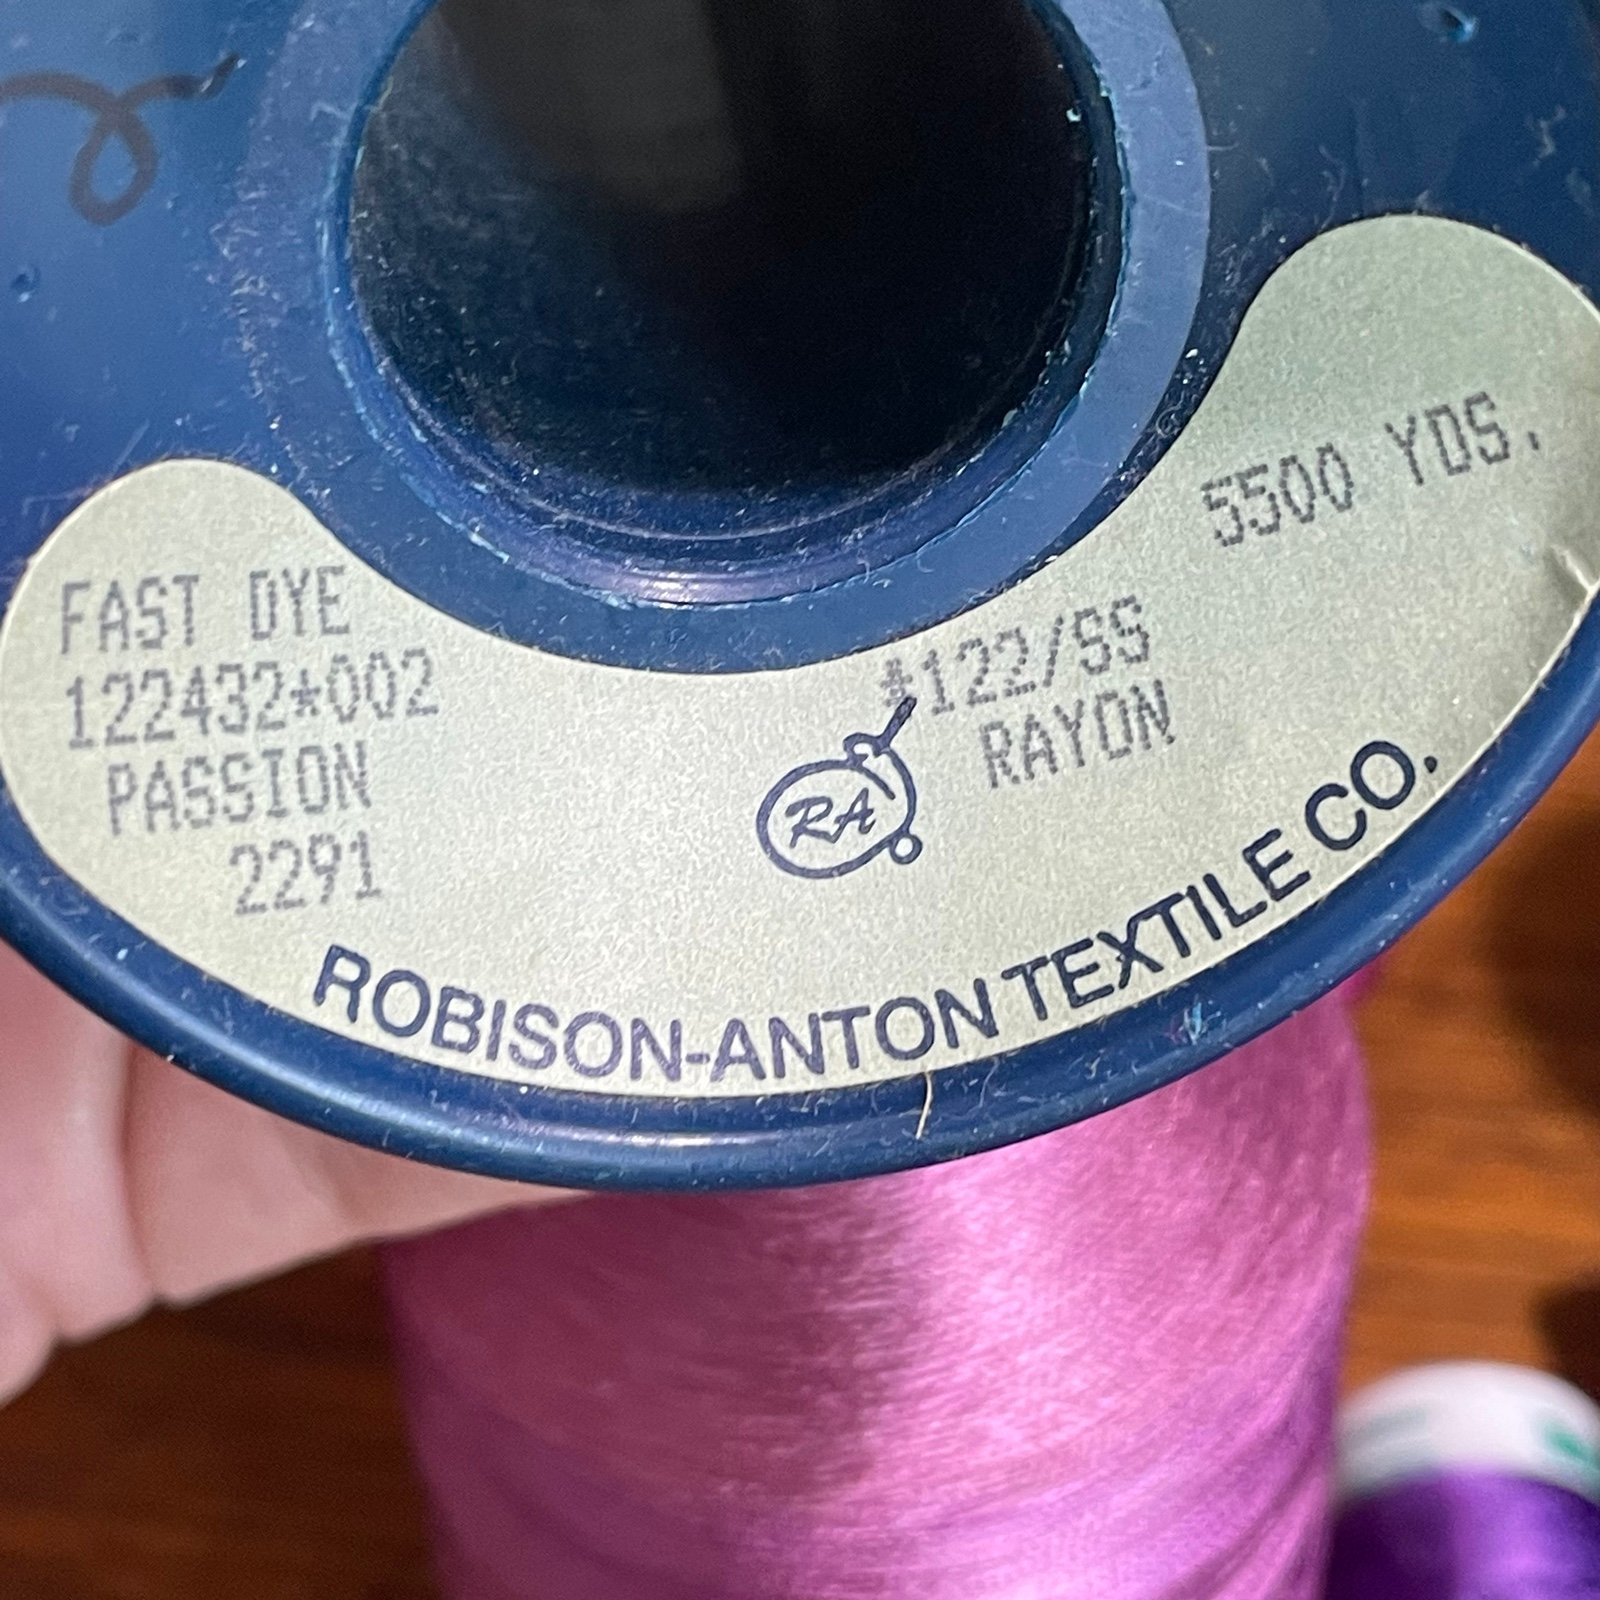 FAST DYE
122432*002
PASSION
2291
#122/SS
RAYON
5500 YDS.
RA
ROBISON-ANTON TEXTILE CO.